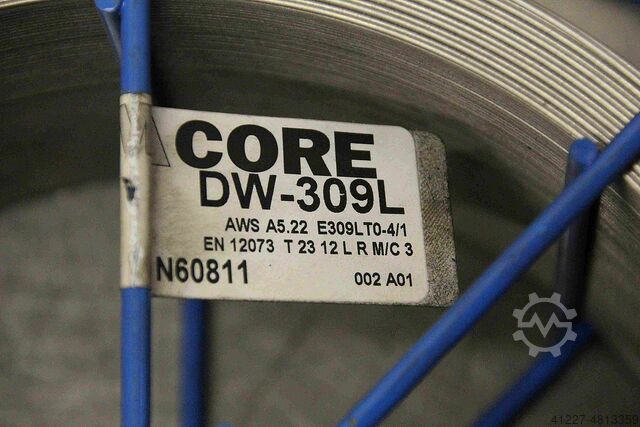 CORE
DW-309L
AWS A5.22 E309LT0-4/1
EN 12073 T 23 12 L R M/C 3
N60811 002 A01
41227-4813359